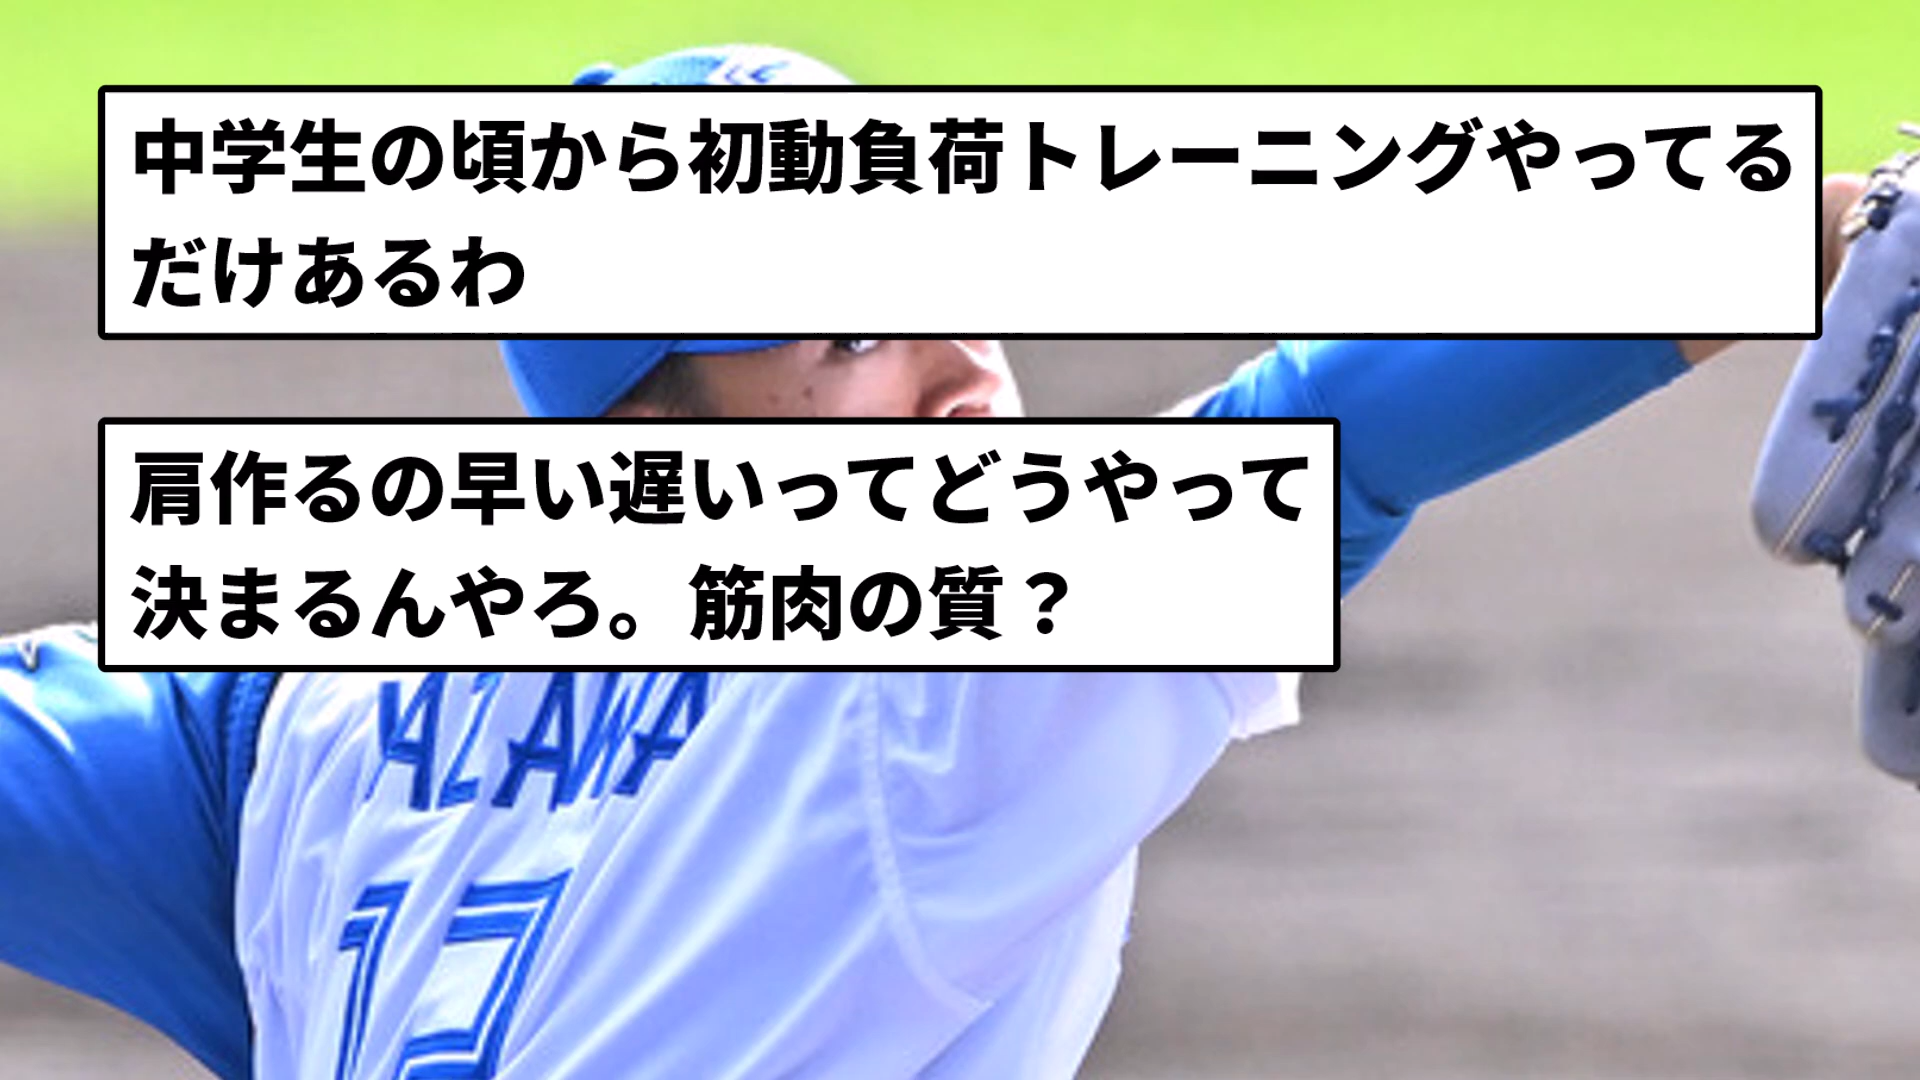 中学生の頃から初動負荷トレーニングやってる
だけあるわ
肩作るの早い遅いってどうやって
決まるんやろ。筋肉の質？
AZAWA